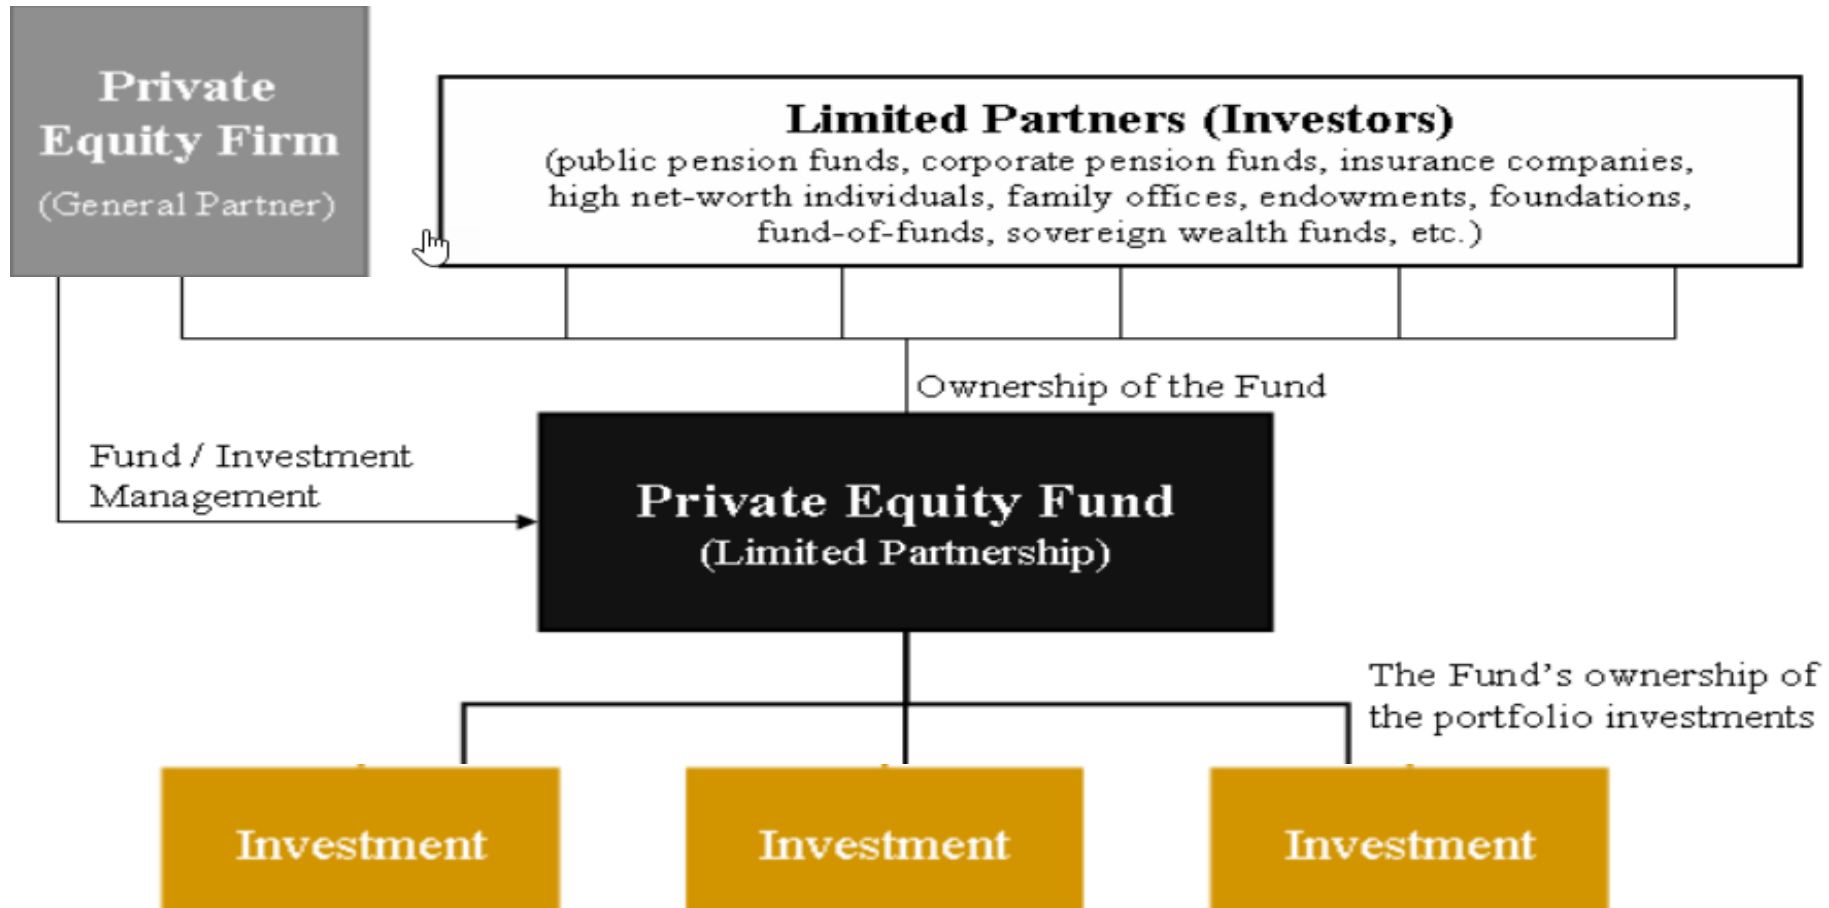 Private
Equity Firm
(General Partner)
Limited Partners (Investors)
(public pension funds, corporate pension funds, insurance companies,
high net-worth individuals, family offices, endowments, foundations,
fund-of-funds, sovereign wealth funds, etc.)
Ownership of the Fund
Fund / Investment
Management
Private Equity Fund
(Limited Partnership)
The Fund's ownership of
the portfolio investments
Investment
Investment
Investment